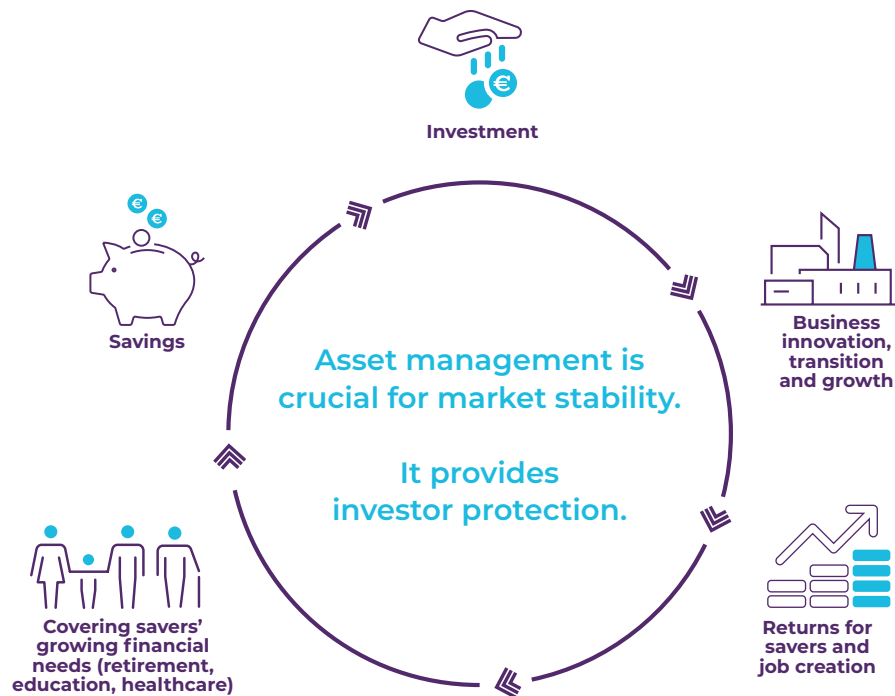 €
Investment
€
€
Savings
Business
innovation,
transition
and growth
Asset management is
crucial for market stability.
It provides
investor protection.
Covering savers’
growing financial
needs (retirement,
education, healthcare)
Returns for
savers and
job creation